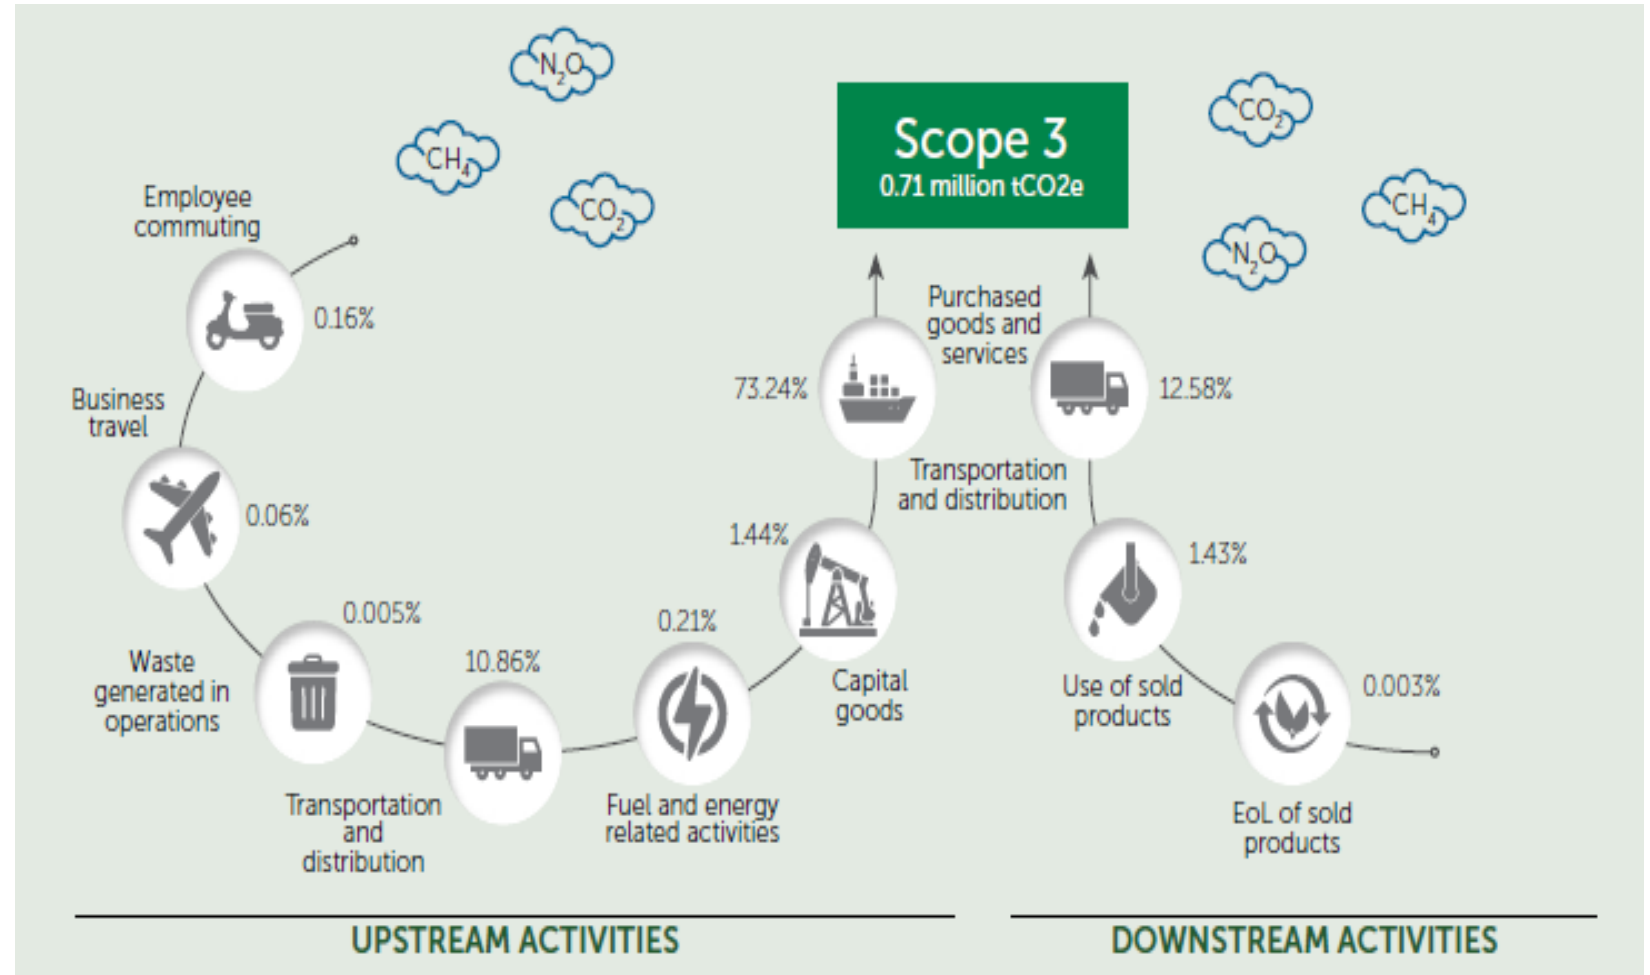 N2O
CH4
CO2
Scope 3
0.71 million tCO2e
CO2
CH4
N2O
Employee
commuting
0.16%
Business
travel
0.06%
Waste
generated in
operations
0.005%
Transportation
and
distribution
10.86%
Fuel and energy
related activities
0.21%
Capital
goods
1.44%
Purchased
goods and
services
73.24%
Transportation
and distribution
12.58%
Use of sold
products
1.43%
EoL of sold
products
0.003%
UPSTREAM ACTIVITIES
DOWNSTREAM ACTIVITIES